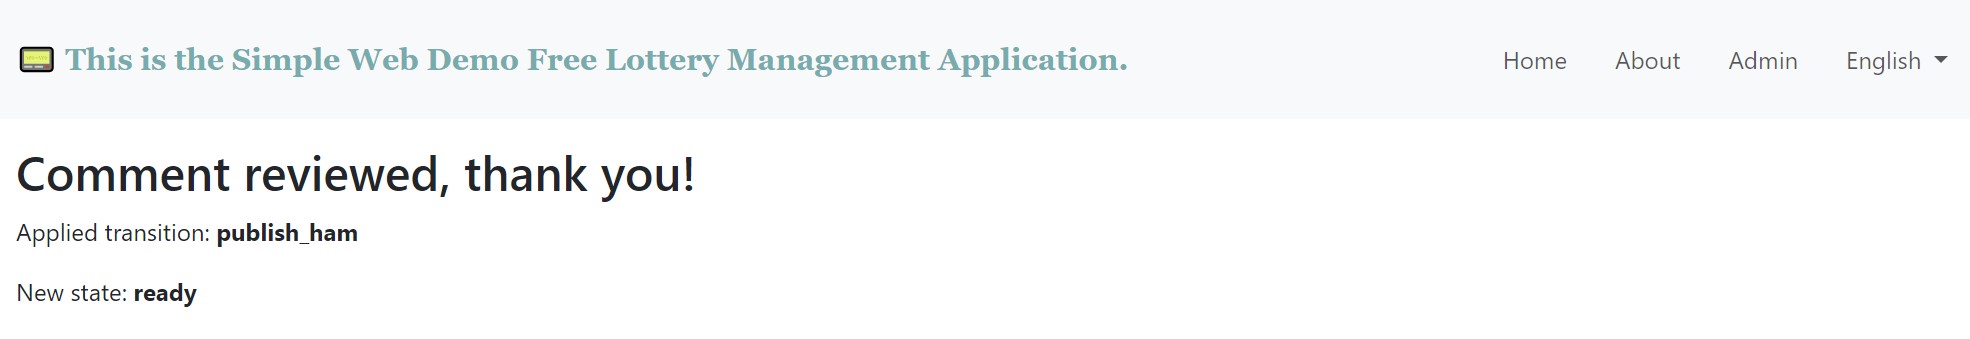 This is the Simple Web Demo Free Lottery Management Application.
Home About Admin English
Comment reviewed, thank you!
Applied transition: publish_ham
New state: ready